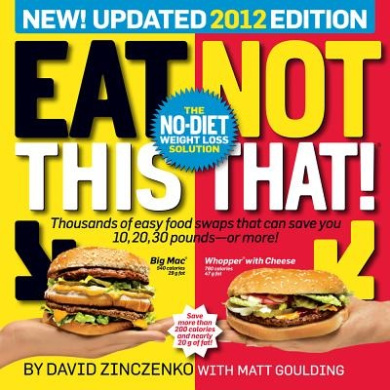 NEW! UPDATED 2012 EDITION
EAT NOT
THIS THAT!
THE
NO-DIET
WEIGHT LOSS
SOLUTION
Thousands of easy food swaps that can save you
10, 20, 30 pounds—or more!
Big Mac®
540 calories
29 g fat
Whopper® with Cheese
760 calories
47 g fat
Save
more than
200 calories
and nearly
20 g of fat!
BY DAVID ZINCZENKO WITH MATT GOULDING